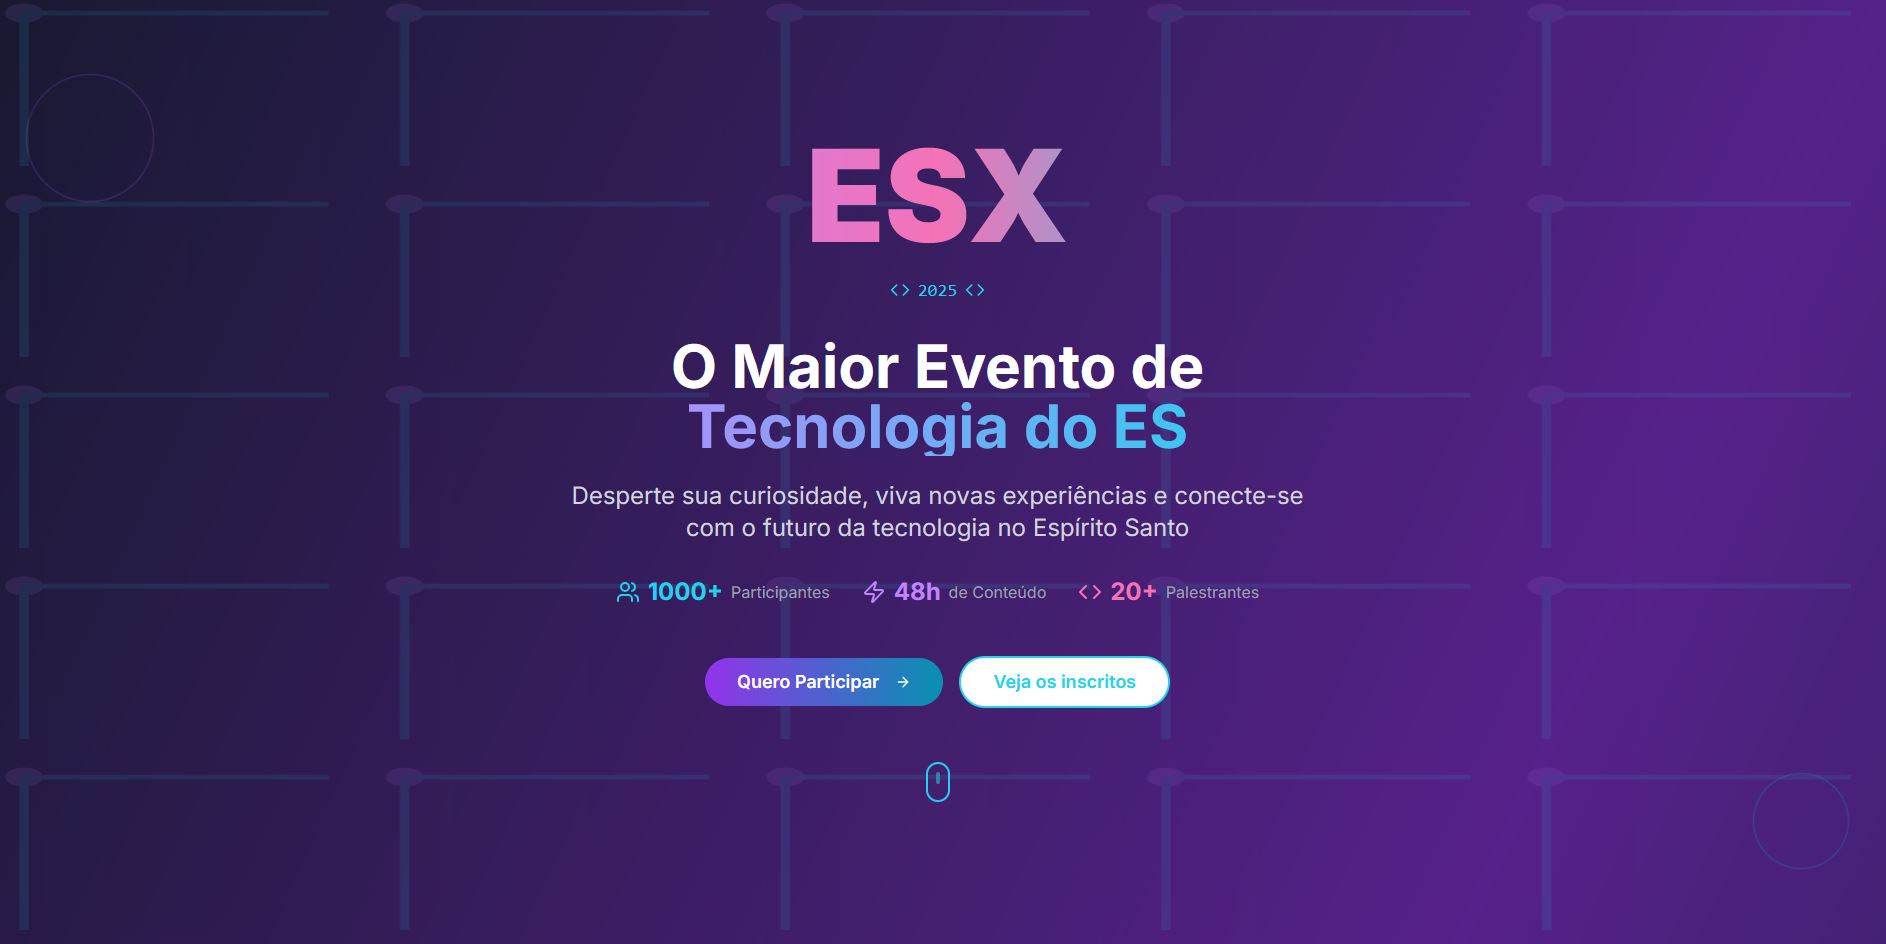 ESX
<> 2025 <>
O Maior Evento de
Tecnologia do ES
Desperte sua curiosidade, viva novas experiências e conecte-se
com o futuro da tecnologia no Espírito Santo
1000+ Participantes 48h de Conteúdo <> 20+ Palestrantes
Quero Participar → Veja os inscritos